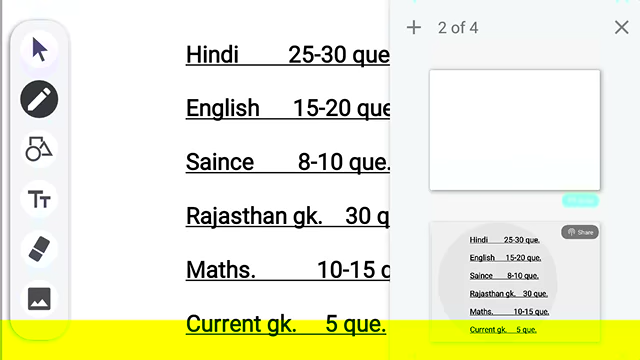 2 of 4
Hindi 25-30 que
English 15-20 que
Saince 8-10 que.
Rajasthan gk. 30 q
Maths. 10-15 q
Current gk. 5 que.
Tт
Share
Hindi 25-30 que.
English 15-20 que.
Saince 8-10 que.
Rajasthan gk. 30 que.
Maths. 10-15 que.
Current gk. 5 que.